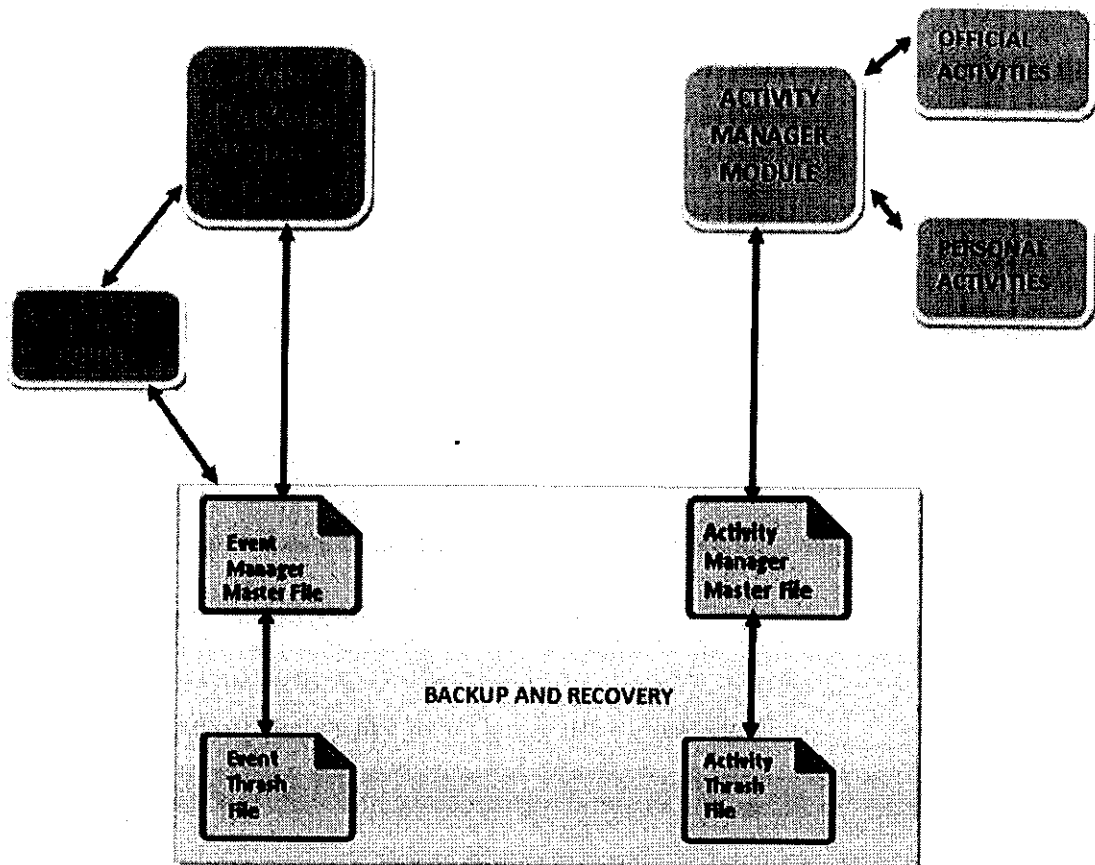 OFFICIAL
ACTIVITIES
ACTIVITY
MANAGER
MODULE
PERSONAL
ACTIVITIES
Event
Manager
Master File
Activity
Manager
Master File
BACKUP AND RECOVERY
Event
Thrash
File
Activity
Thrash
File